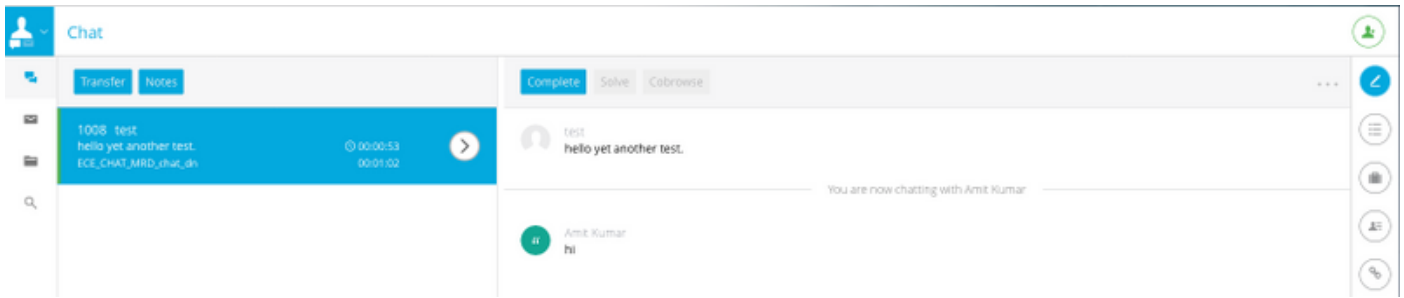 Chat
Transfer Notes
Complete Solve Cobrowse
1008 test
hello yet another test.
00:00:53
ECE_CHAT_MRD_chat_dn
00:01:02
test
hello yet another test.
You are now chatting with Amit Kumar
Amit Kumar
hi